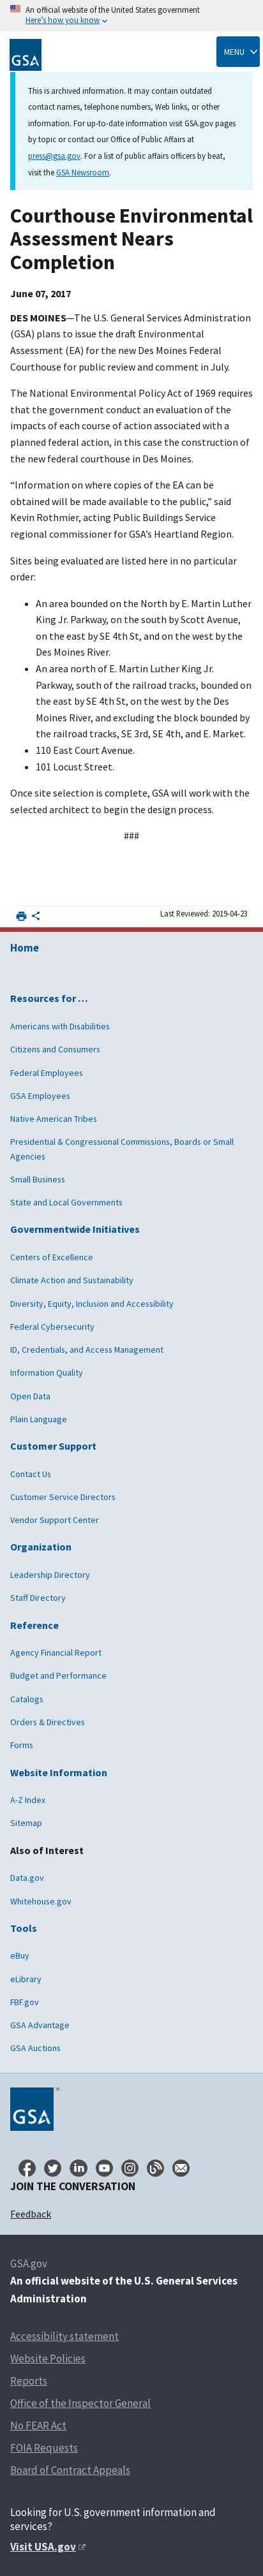 An official website of the United States government
Here's how you know
GSA
MENU
This is archived information. It may contain outdated
contact names, telephone numbers, Web links, or other
information. For up-to-date information visit GSA.gov pages
by topic or contact our Office of Public Affairs at
press@gsa.gov. For a list of public affairs officers by beat,
visit the GSA Newsroom.
Courthouse Environmental
Assessment Nears
Completion
June 07, 2017
DES MOINES—The U.S. General Services Administration
(GSA) plans to issue the draft Environmental
Assessment (EA) for the new Des Moines Federal
Courthouse for public review and comment in July.
The National Environmental Policy Act of 1969 requires
that government conduct an evaluation of the
impacts of each course of action associated with a
planned federal action, in this case the construction of
the new federal courthouse in Des Moines.
“Information on where copies of the EA can be
obtained will be made available to the public,” said
Kevin Rothmier, acting Public Buildings Service
regional commissioner for GSA’s Heartland Region.
Sites being evaluated are listed here in no particular
order:
• An area bounded on the North by E. Martin Luther
King Jr. Parkway, on the south by Scott Avenue,
on the east by SE 4th St, and on the west by the
Des Moines River.
• An area north of E. Martin Luther King Jr.
Parkway, south of the railroad tracks, bounded on
the east by SE 4th St, on the west by the Des
Moines River, and excluding the block bounded by
the railroad tracks, SE 3rd, SE 4th, and E. Market.
• 110 East Court Avenue.
• 101 Locust Street.
Once site selection is complete, GSA will work with the
selected architect to begin the design process.
###
Last Reviewed: 2019-04-23
Home
Resources for …
Americans with Disabilities
Citizens and Consumers
Federal Employees
GSA Employees
Native American Tribes
Presidential & Congressional Commissions, Boards or Small
Agencies
Small Business
State and Local Governments
Governmentwide Initiatives
Centers of Excellence
Climate Action and Sustainability
Diversity, Equity, Inclusion and Accessibility
Federal Cybersecurity
ID, Credentials, and Access Management
Information Quality
Open Data
Plain Language
Customer Support
Contact Us
Customer Service Directors
Vendor Support Center
Organization
Leadership Directory
Staff Directory
Reference
Agency Financial Report
Budget and Performance
Catalogs
Orders & Directives
Forms
Website Information
A-Z Index
Sitemap
Also of Interest
Data.gov
Whitehouse.gov
Tools
eBuy
eLibrary
FBF.gov
GSA Advantage
GSA Auctions
GSA
JOIN THE CONVERSATION
Feedback
GSA.gov
An official website of the U.S. General Services
Administration
Accessibility statement
Website Policies
Reports
Office of the Inspector General
No FEAR Act
FOIA Requests
Board of Contract Appeals
Looking for U.S. government information and
services?
Visit USA.gov